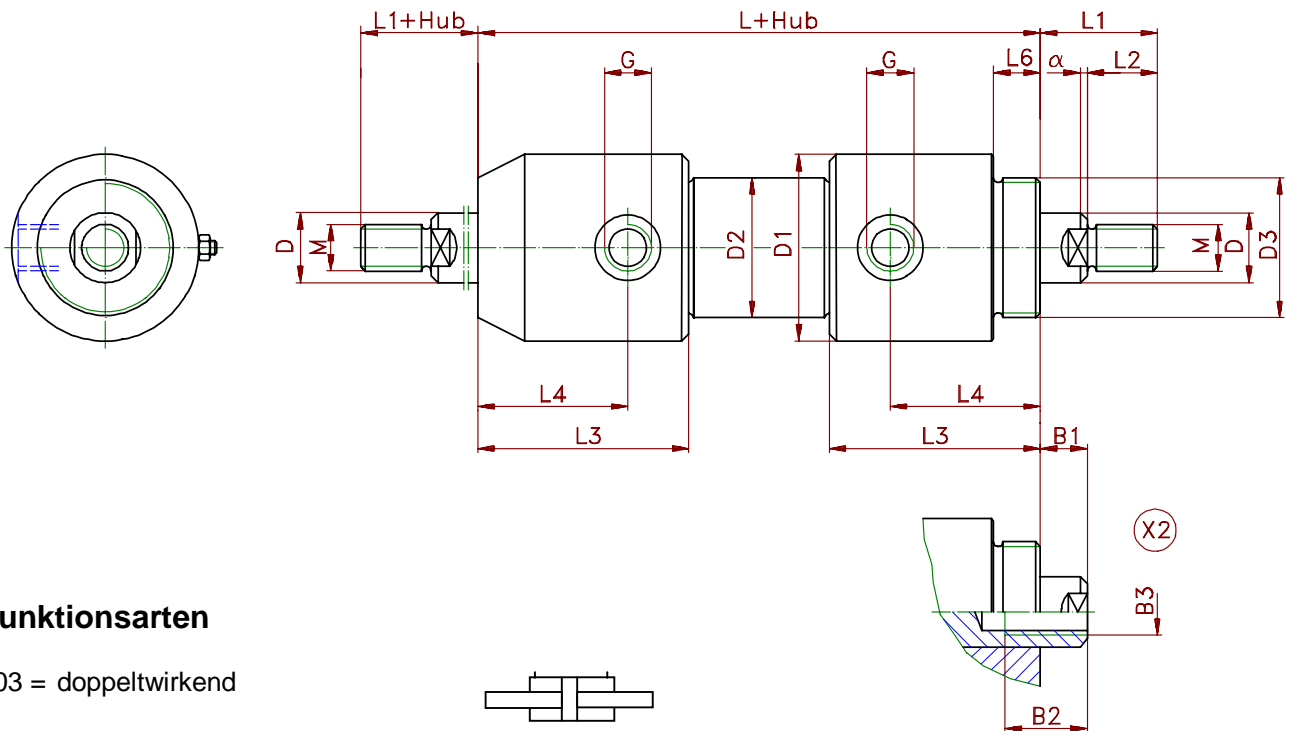 L1+Hub
L+Hub
L1
G
G
L6
α
L2
D
M
D2
D1
M
D
D3
L4
L4
L3
L3
B1
X2
B3
B2
unktionsarten
03 = doppeltwirkend